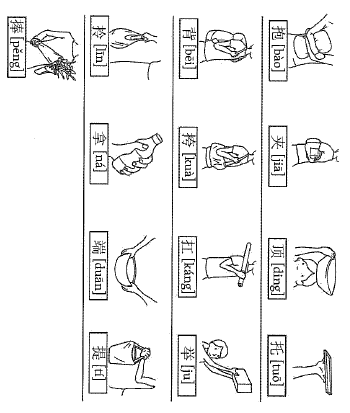 抱 [bào] 夹 [jiā] 顶 [dǐng] 托 [tuō]
背 [bēi] 挎 [kuà] 扛 [káng] 举 [jǔ]
拎 [līn] 拿 [ná] 端 [duān] 提 [tí]
捧 [pěng]